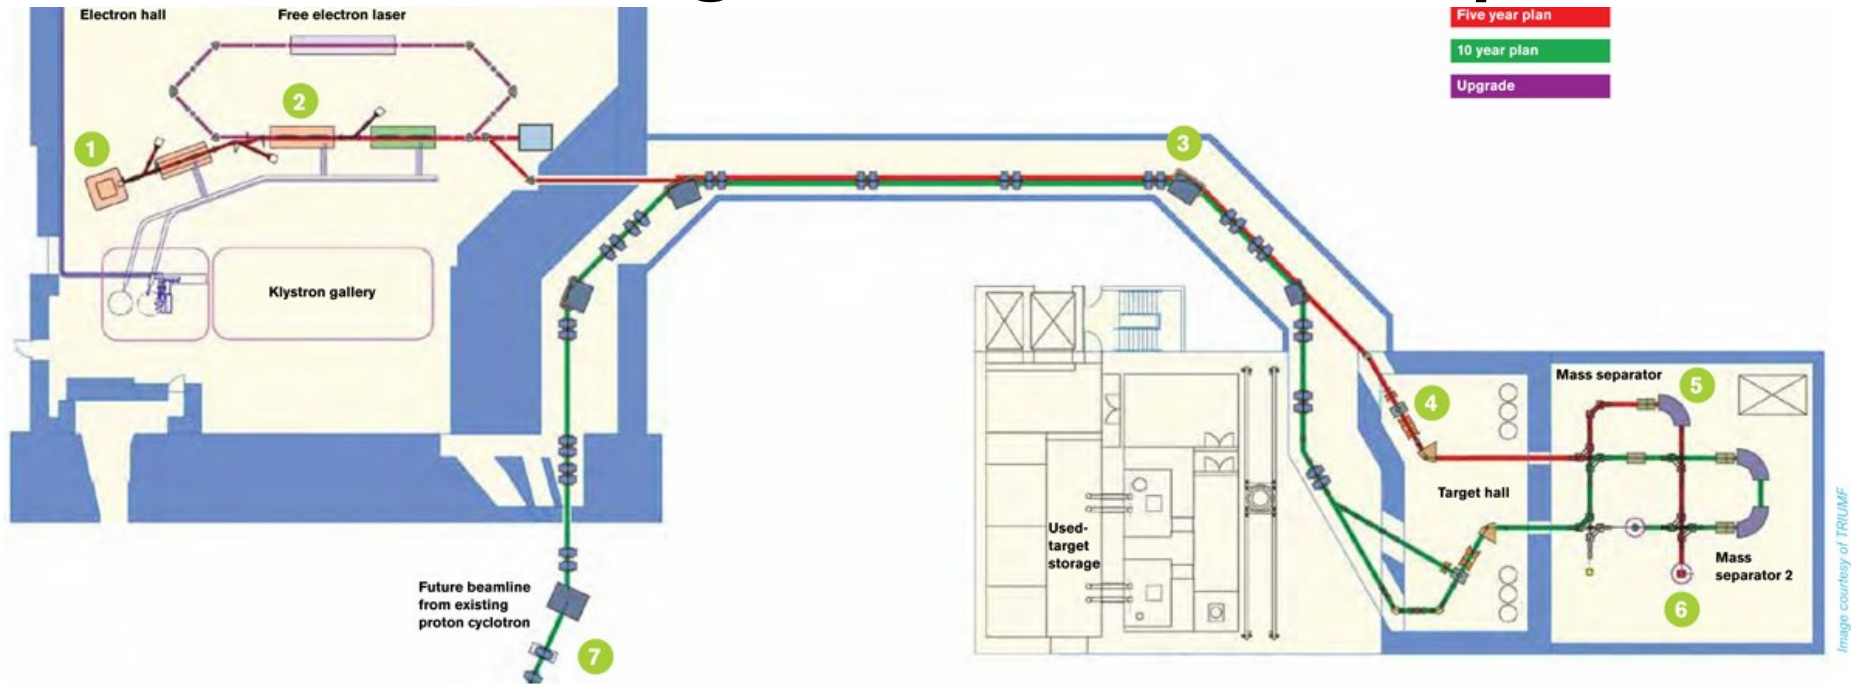 Electron hall
Free electron laser
Five year plan
10 year plan
Upgrade
1
2
3
Klystron gallery
4
Mass separator
5
Target hall
Used-
target
storage
Mass
separator 2
6
Future beamline
from existing
proton cyclotron
7
Image courtesy of TRIUMF